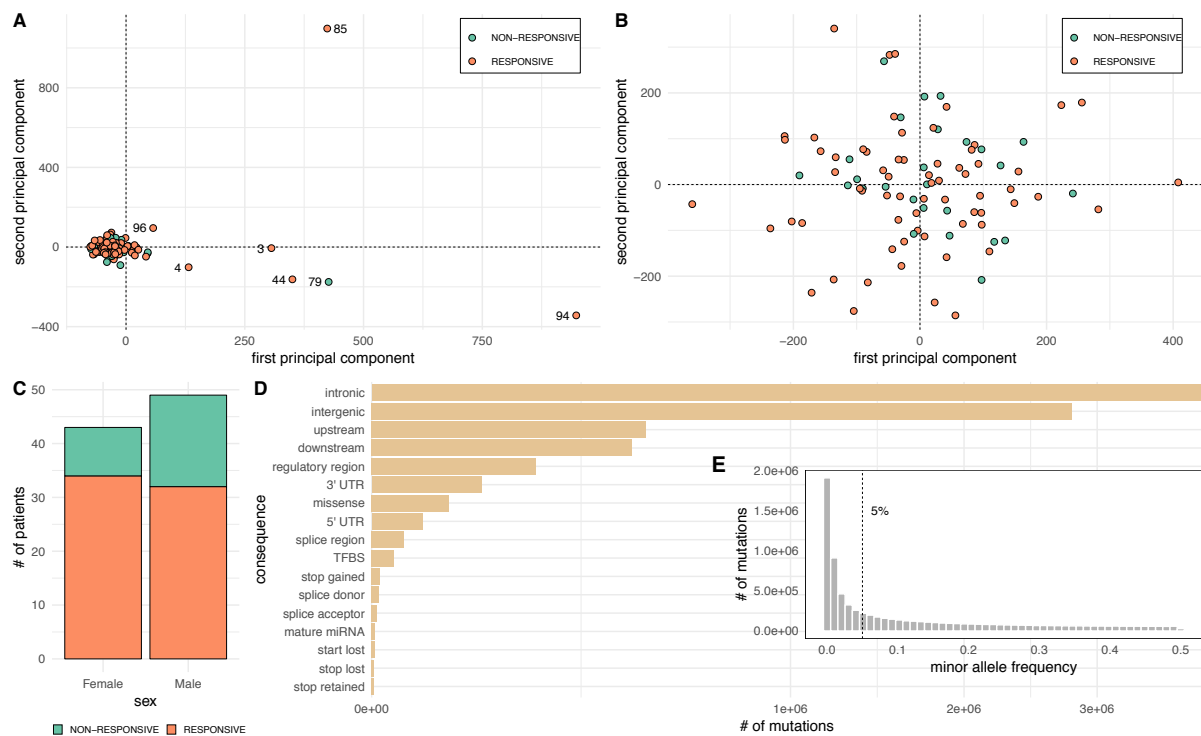 A
800
400
0
−400
0
250
500
750
first principal component
second principal component
85
96
3
4
44
79
94
NON−RESPONSIVE
RESPONSIVE
B
200
0
−200
−200
0
200
400
first principal component
second principal component
NON−RESPONSIVE
RESPONSIVE
C
50
40
30
20
10
0
# of patients
Female
Male
sex
NON−RESPONSIVE
RESPONSIVE
D
consequence
intronic
intergenic
upstream
downstream
regulatory region
3' UTR
missense
5' UTR
splice region
TFBS
stop gained
splice donor
splice acceptor
mature miRNA
start lost
stop lost
stop retained
0e+00
1e+06
2e+06
3e+06
# of mutations
E
2.0e+06
1.5e+06
1.0e+06
5.0e+05
0.0e+00
# of mutations
5%
0.0
0.1
0.2
0.3
0.4
0.5
minor allele frequency